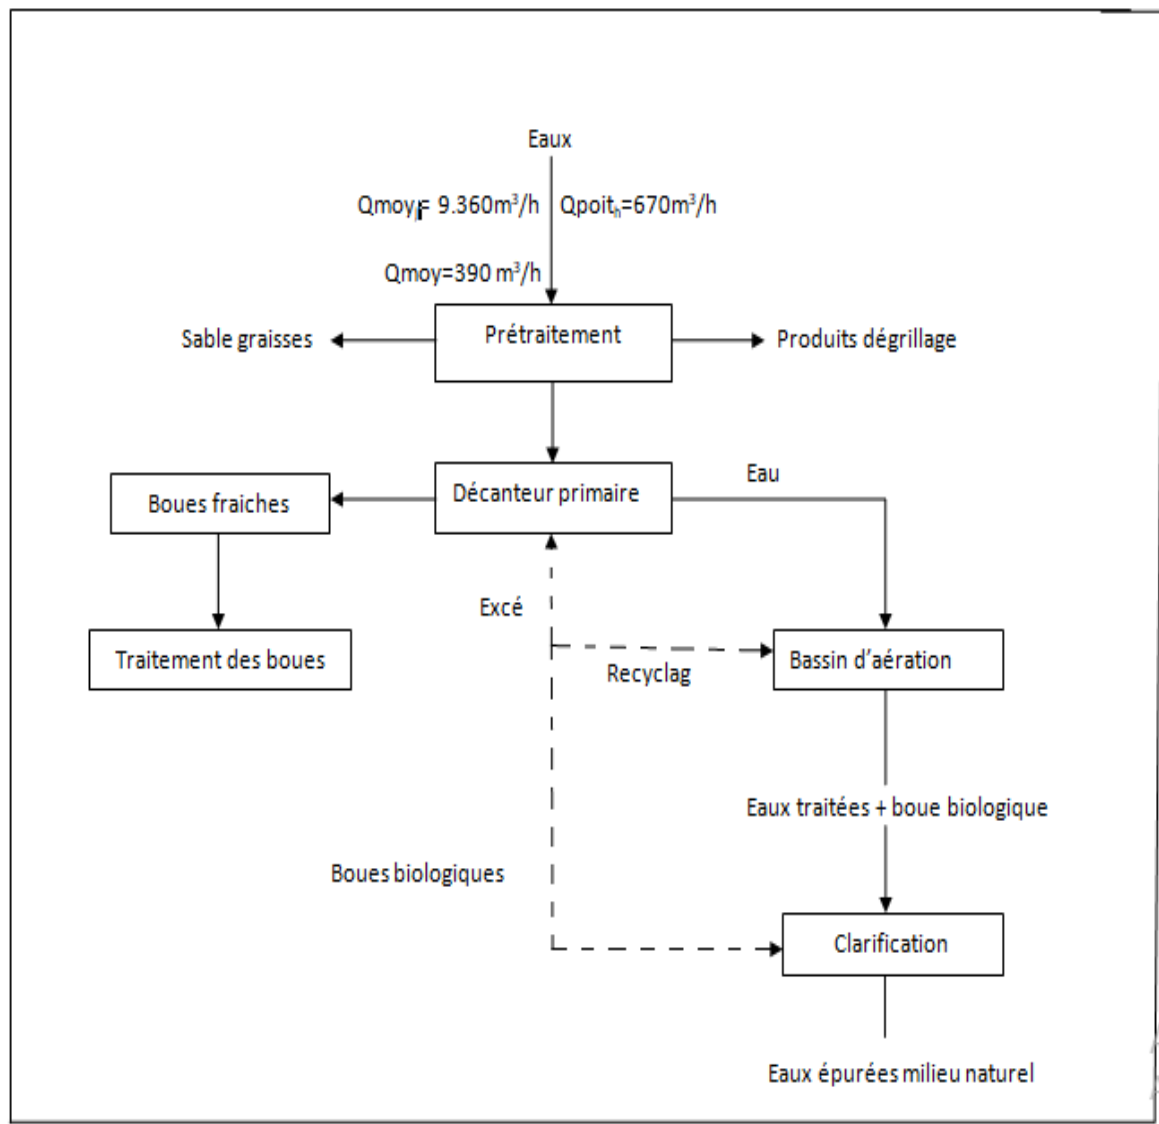 Eaux
Qmoyⱼ= 9.360m³/h Qpoitₕ=670m³/h
Qmoy=390 m³/h
Prétraitement
Sable graisses
Produits dégrillage
Eau
Décanteur primaire
Boues fraiches
Excé
Traitement des boues
Recyclag
Bassin d'aération
Eaux traitées + boue biologique
Boues biologiques
Clarification
Eaux épurées milieu naturel